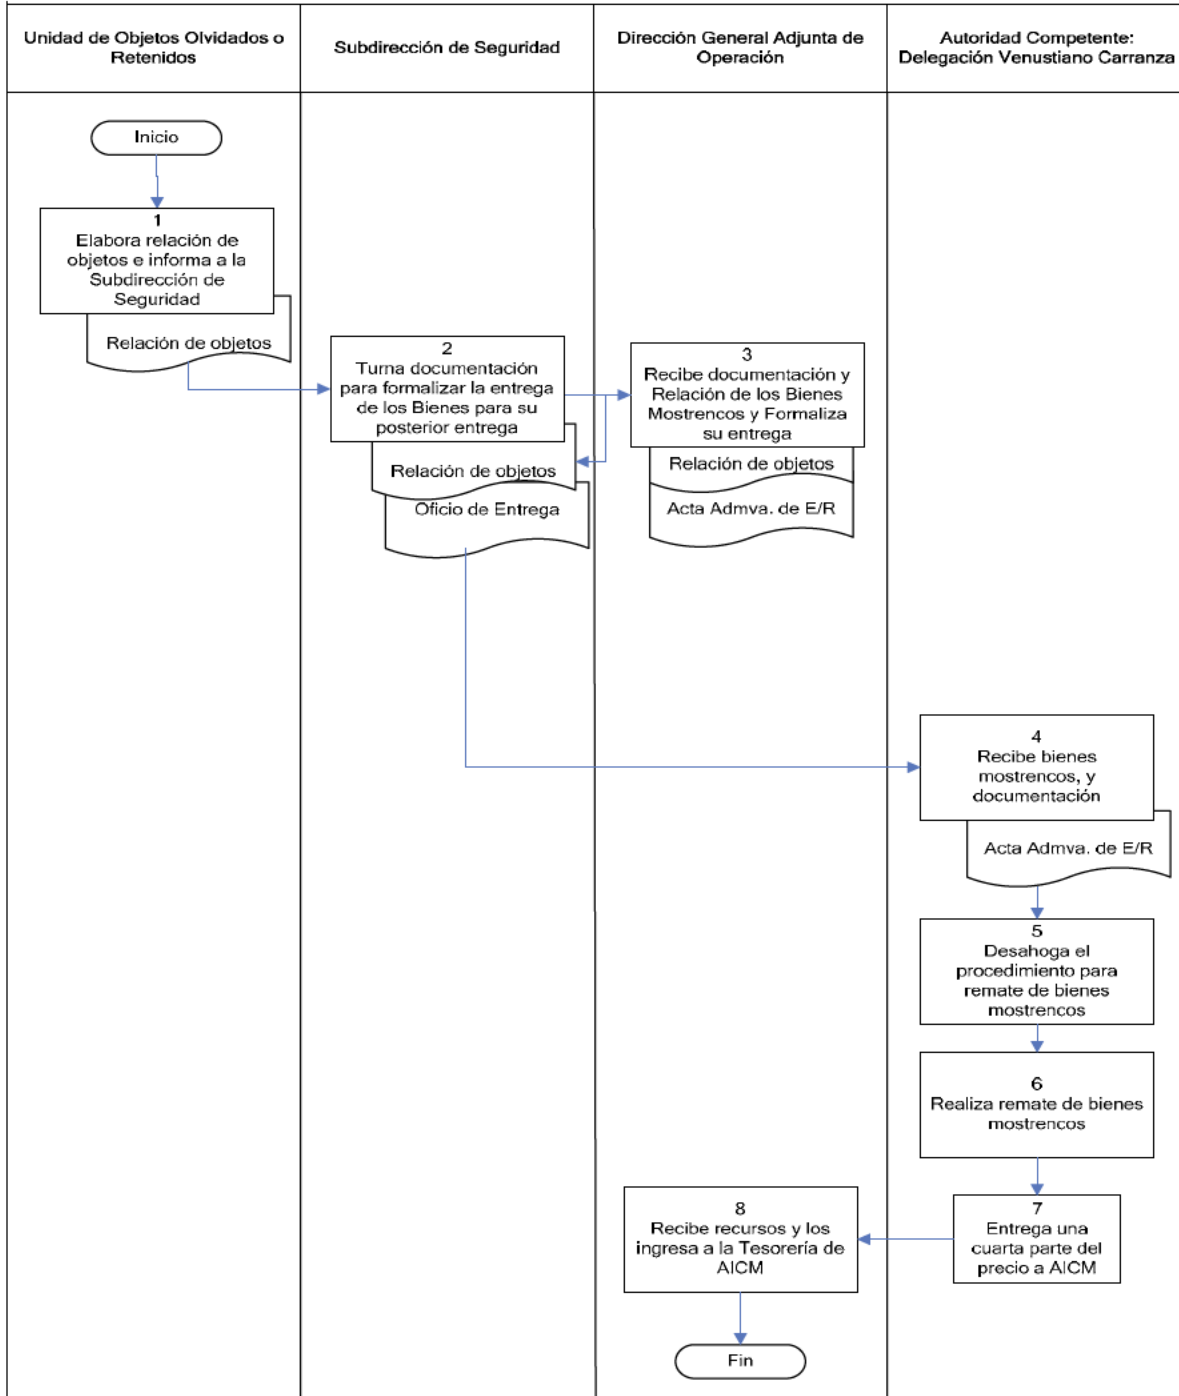 Unidad de Objetos Olvidados o
Retenidos
Subdirección de Seguridad
Dirección General Adjunta de
Operación
Autoridad Competente:
Delegación Venustiano Carranza
Inicio
1
Elabora relación de
objetos e informa a la
Subdirección de
Seguridad
Relación de objetos
2
Turna documentación
para formalizar la entrega
de los Bienes para su
posterior entrega
Relación de objetos
Oficio de Entrega
3
Recibe documentación y
Relación de los Bienes
Mostrencos y Formaliza
su entrega
Relación de objetos
Acta Admva. de E/R
4
Recibe bienes
mostrencos, y
documentación
Acta Admva. de E/R
5
Desahoga el
procedimiento para
remate de bienes
mostrencos
6
Realiza remate de bienes
mostrencos
7
Entrega una
cuarta parte del
precio a AICM
8
Recibe recursos y los
ingresa a la Tesorería de
AICM
Fin